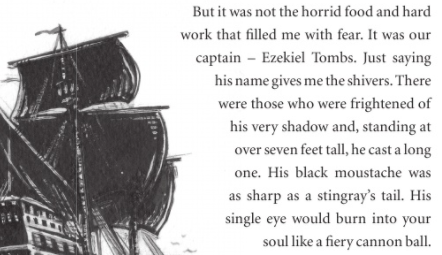 But it was not the horrid food and hard
work that filled me with fear. It was our
captain – Ezekiel Tombs. Just saying
his name gives me the shivers. There
were those who were frightened of
his very shadow and, standing at
over seven feet tall, he cast a long
one. His black moustache was
as sharp as a stingray’s tail. His
single eye would burn into your
soul like a fiery cannon ball.